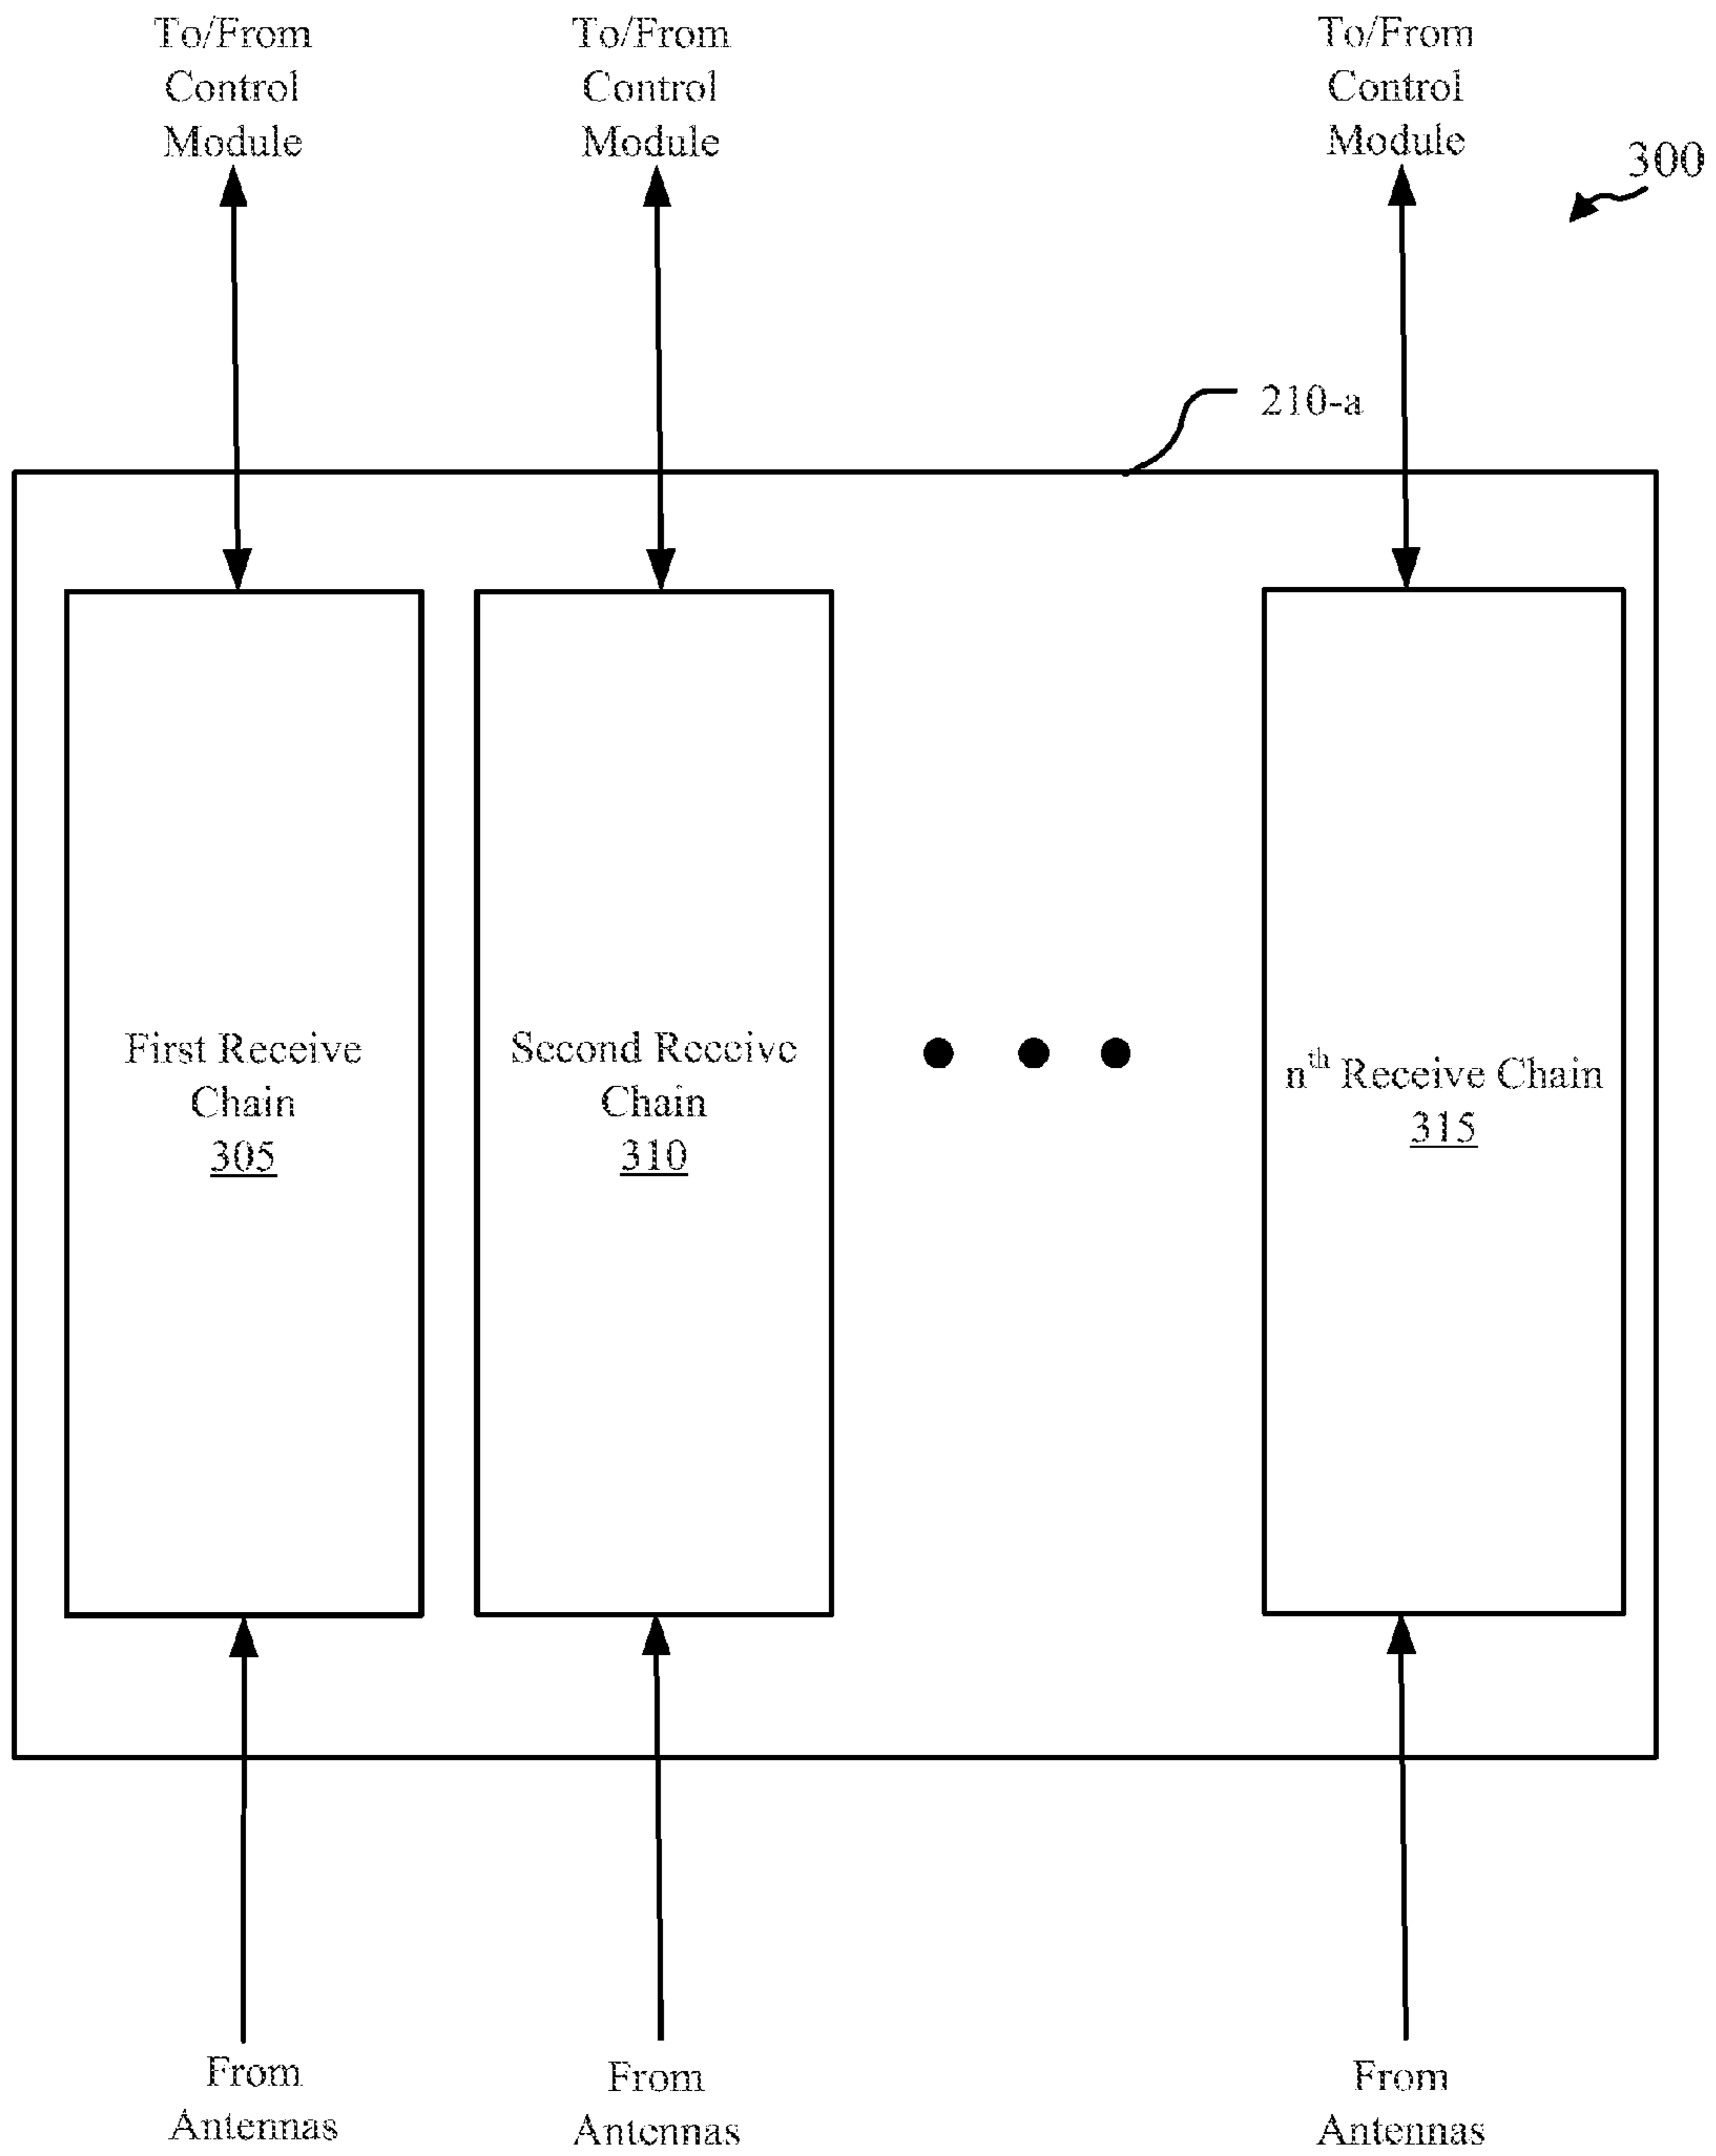 To/From
Control
Module
To/From
Control
Module
To/From
Control
Module
300
210-a
First Receive
Chain
305
Second Receive
Chain
310
nth Receive Chain
315
From
Antennas
From
Antennas
From
Antennas